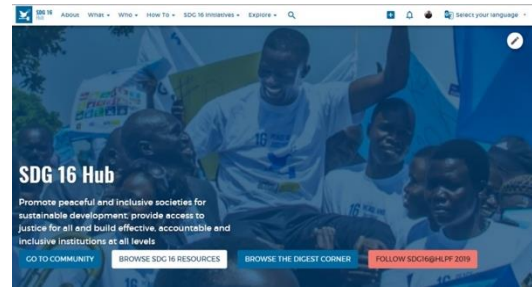 SDG 16
HUB
About What Who How To SDG 16 Initiatives Explore Select your language
SDG 16 Hub
Promote peaceful and inclusive societies for
sustainable development, provide access to
justice for all and build effective, accountable and
inclusive institutions at all levels
GO TO COMMUNITY BROWSE SDG 16 RESOURCES BROWSE THE DIGEST CORNER FOLLOW SDG16@HLPF 2019